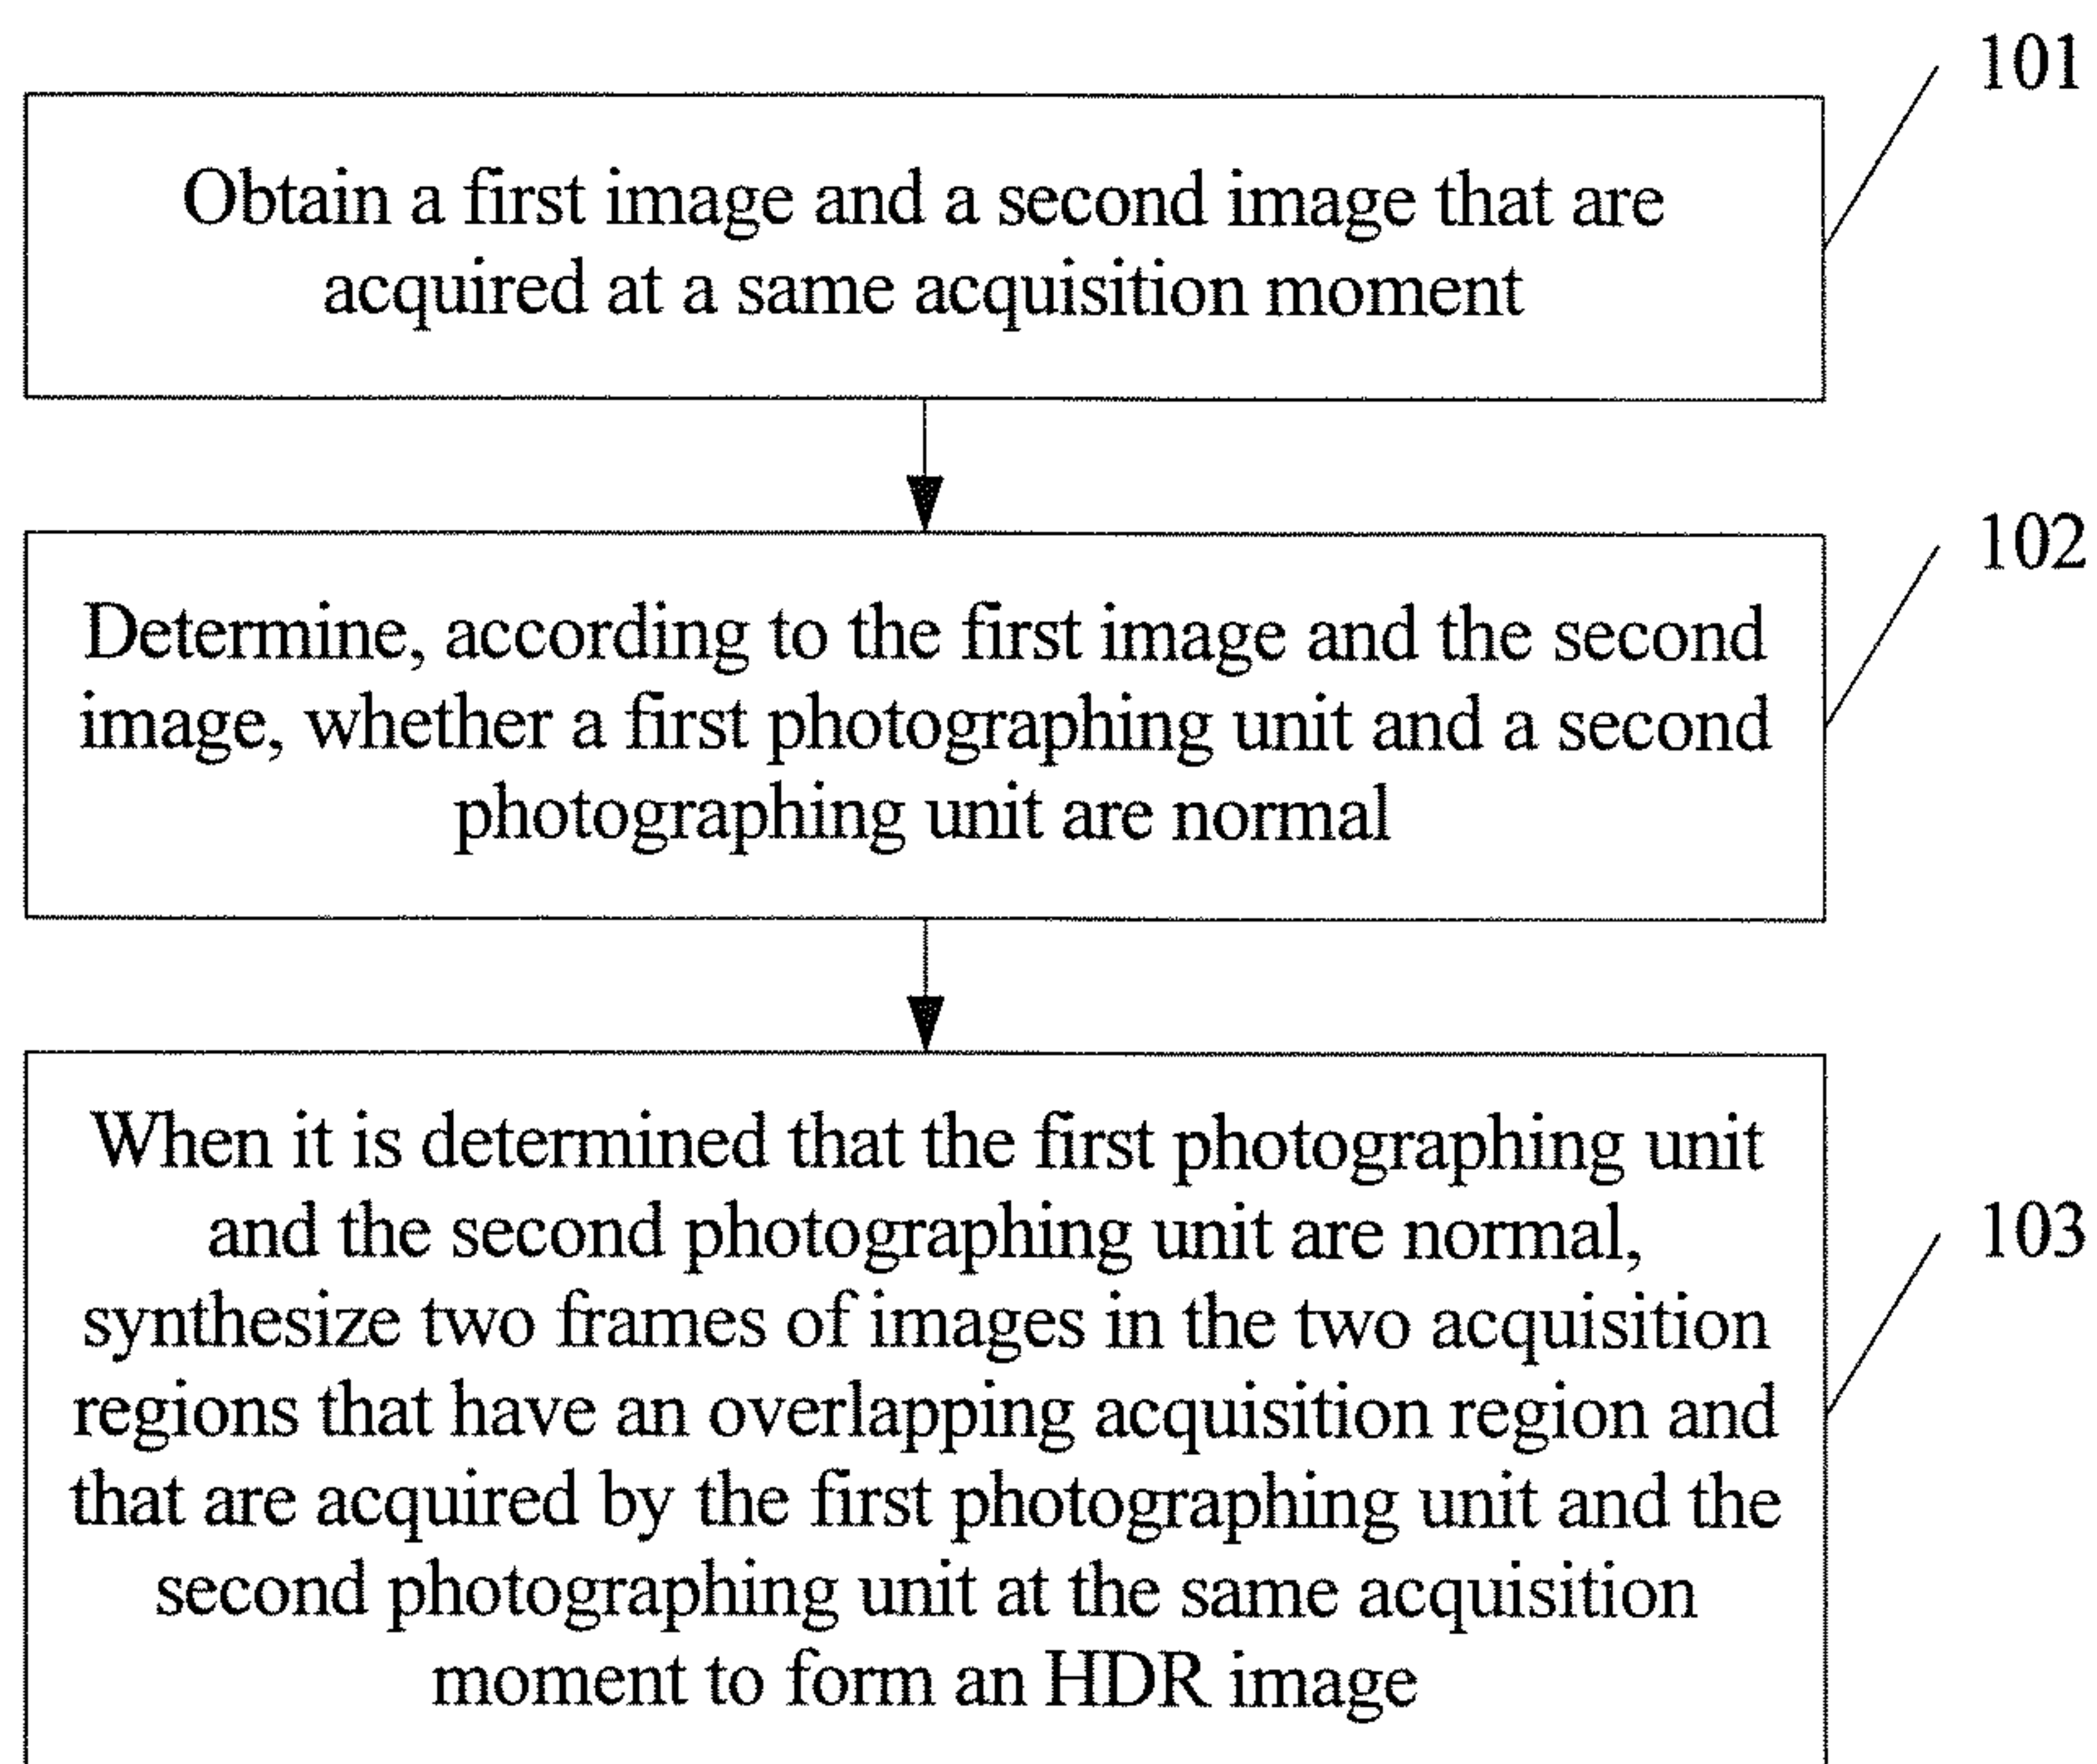 101
Obtain a first image and a second image that are
acquired at a same acquisition moment
102
Determine, according to the first image and the second
image, whether a first photographing unit and a second
photographing unit are normal
When it is determined that the first photographing unit
and the second photographing unit are normal,
103
synthesize two frames of images in the two acquisition
regions that have an overlapping acquisition region and
that are acquired by the first photographing unit and the
second photographing unit at the same acquisition
moment to form an HDR image